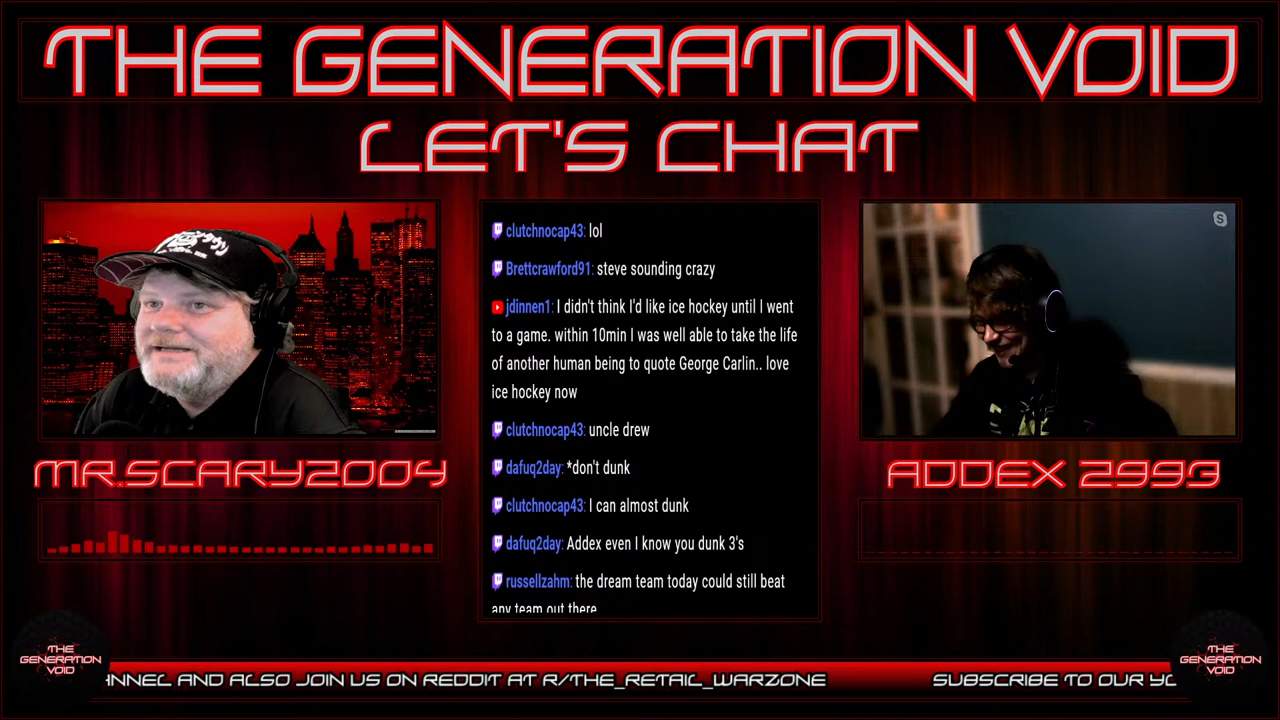 THE GENERATION VOID
LET'S CHAT
clutchnocap43: lol
Brettcrawford91: steve sounding crazy
jdinnen1: I didn't think I'd like ice hockey until I went
to a game. within 10min I was well able to take the life
of another human being to quote George Carlin.. love
ice hockey now
clutchnocap43: uncle drew
dafuq2day: *don't dunk
clutchnocap43: I can almost dunk
dafuq2day: Addex even I know you dunk 3's
russellzahm: the dream team today could still beat
any team out there
MR.SCARY2004
ADDEX 2993
THE
GENERATION
VOID
AND ALSO JOIN US ON REDDIT AT R/THE_RETAIL_WARZONE
SUBSCRIBE TO OUR
THE
GENERATION
VOID